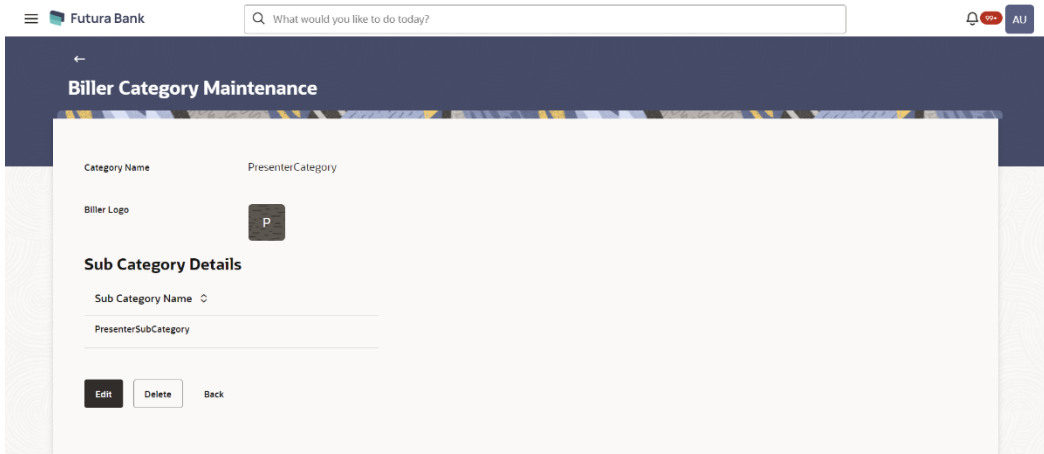 Futura Bank
What would you like to do today?
99+
AU
Biller Category Maintenance
Category Name PresenterCategory
Biller Logo
P
Sub Category Details
Sub Category Name
PresenterSubCategory
Edit Delete Back